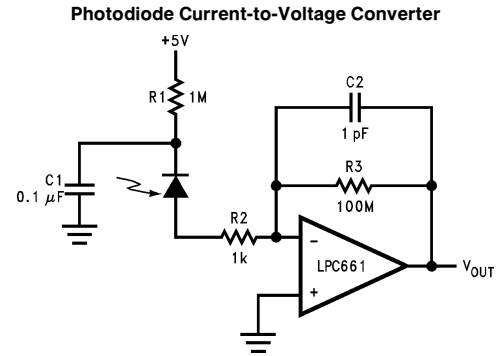 Photodiode Current-to-Voltage Converter
+5V
R1 1M
C2
1 pF
C1
0.1 μF
R3
100M
R2
1k
−
LPC661
+
VOUT